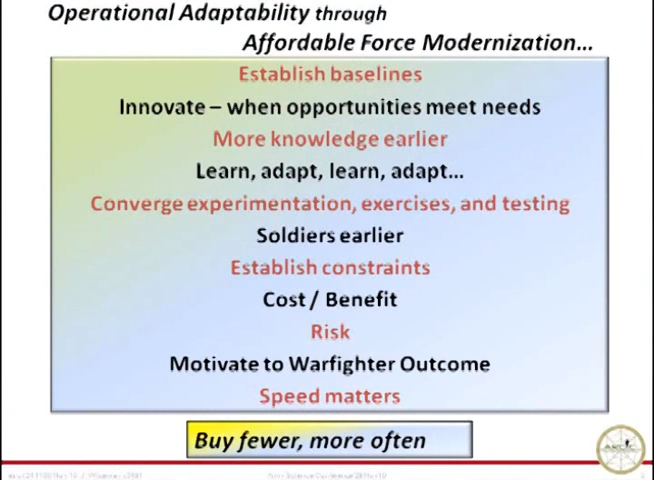 Operational Adaptability through
Affordable Force Modernization...
Establish baselines
Innovate – when opportunities meet needs
More knowledge earlier
Learn, adapt, learn, adapt...
Converge experimentation, exercises, and testing
Soldiers earlier
Establish constraints
Cost / Benefit
Risk
Motivate to Warfighter Outcome
Speed matters
Buy fewer, more often